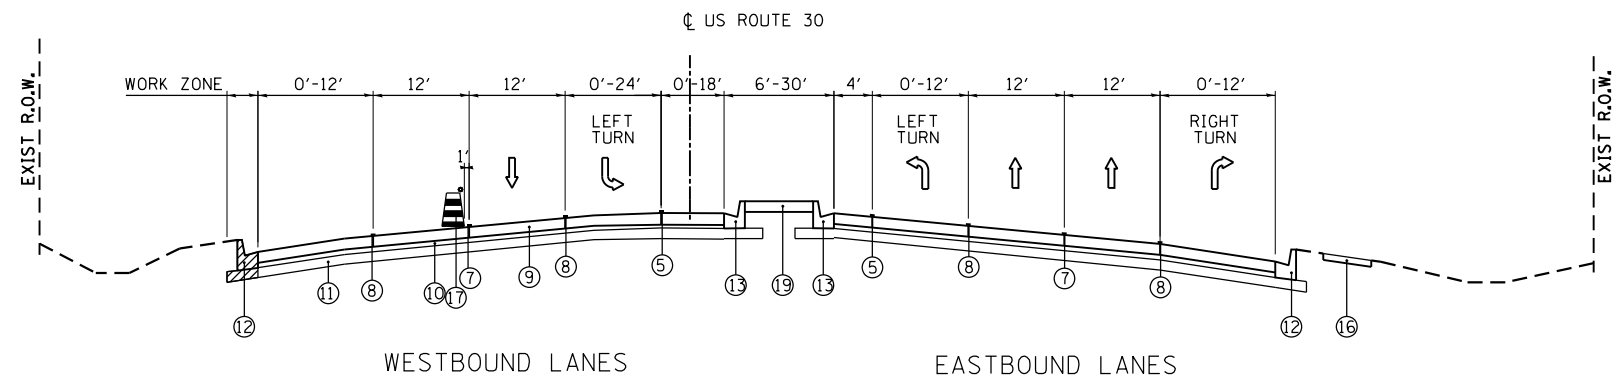 ℄ US ROUTE 30
WORK ZONE 0'-12' 12' 12' 0'-24' 0'-18' 6'-30' 4' 0'-12' 12' 12' 0'-12'
EXIST R.O.W.
EXIST R.O.W.
LEFT
TURN
LEFT
TURN
RIGHT
TURN
1'
12 11 8 10 17 7 9 8 5 13 19 13 5 8 7 8 12 16
WESTBOUND LANES
EASTBOUND LANES